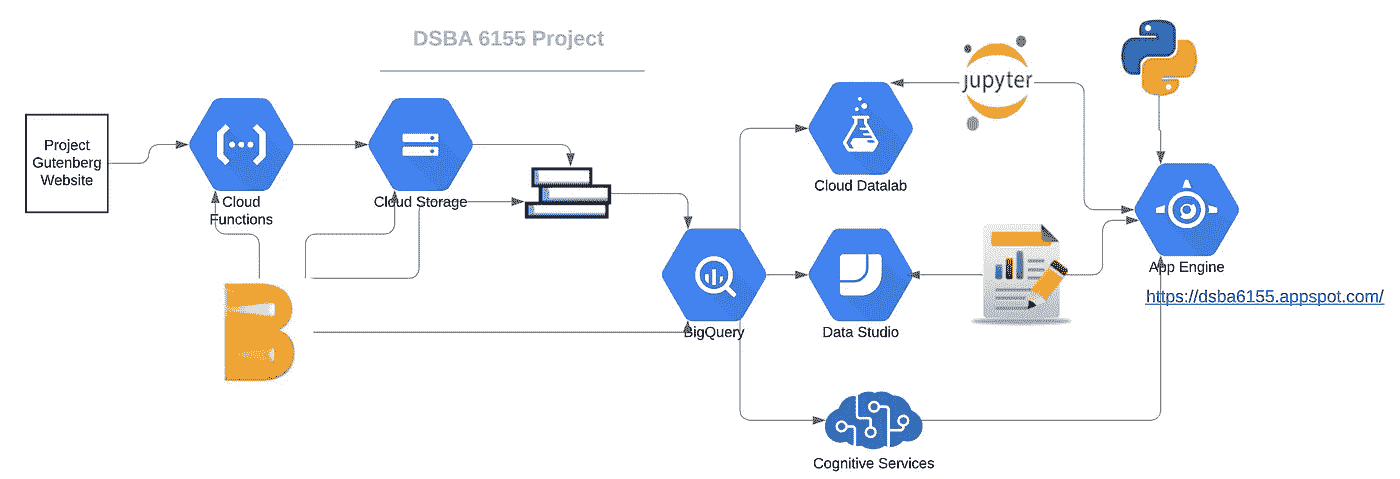 DSBA 6155 Project
Project
Gutenberg
Website
Cloud
Functions
Cloud Storage
BigQuery
Cloud Datalab
jupyter
Data Studio
Cognitive Services
App Engine
https://dsba6155.appspot.com/